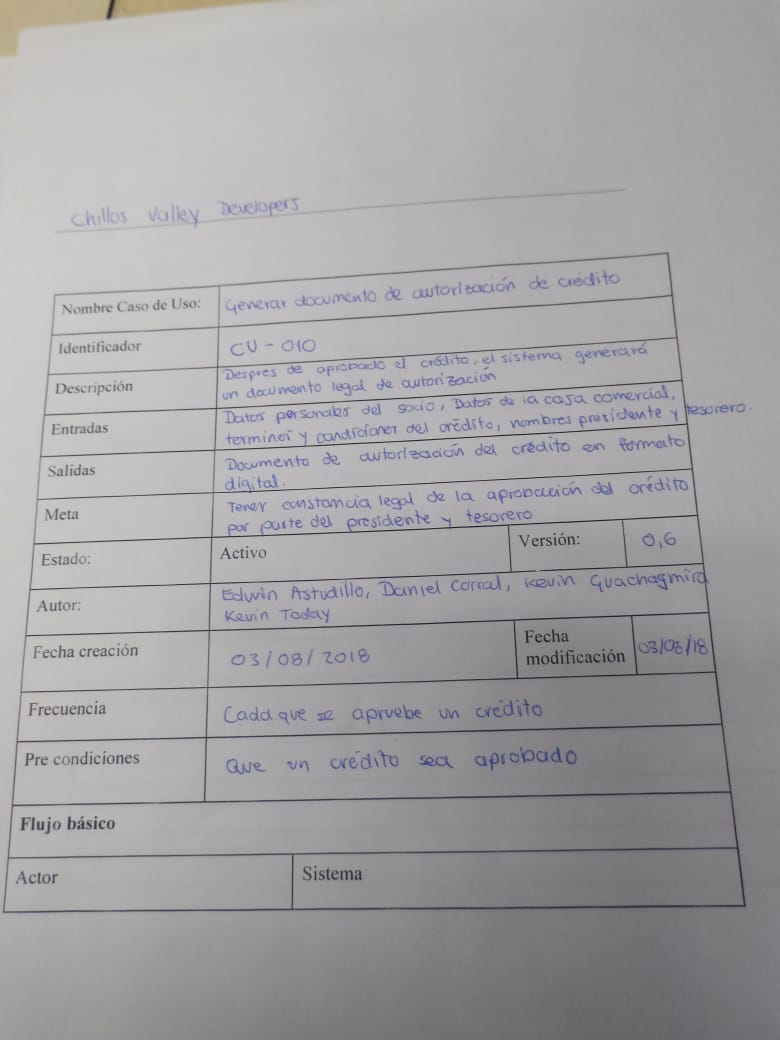 Chillos Valley Developers
Nombre Caso de Uso: Generar documento de autorización de crédito
Identificador CU - 010
Descripción Despues de aprobado el crédito, el sistema generará
un documento legal de autorización
Entradas Datos personales del socio, Datos de la casa comercial,
terminos y condiciones del crédito, nombres presidente y tesorero.
Salidas Documento de autorización del crédito en formato
digital.
Meta Tener constancia legal de la aprobación del crédito
por parte del presidente y tesorero
Estado: Activo Versión: 0,6
Autor: Edwin Astudillo, Daniel Corral, Kevin Guachagmira
Kevin Today
Fecha creación 03/08/2018 Fecha
modificación 03/08/18
Frecuencia Cada que se apruebe un crédito
Pre condiciones Que un crédito sea aprobado
Flujo básico
Actor Sistema